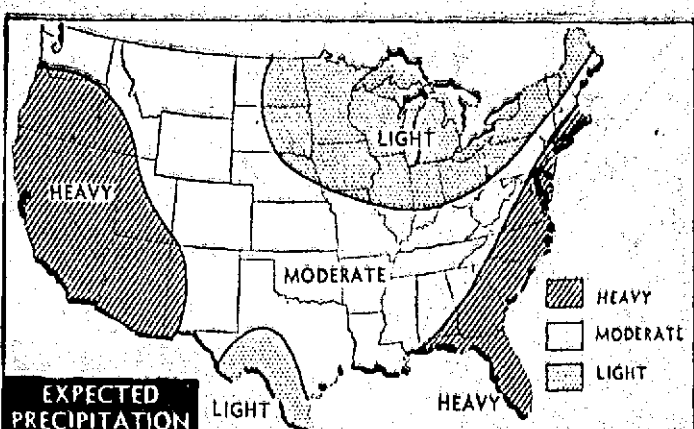 LIGHT
HEAVY
MODERATE
HEAVY
MODERATE
LIGHT
EXPECTED
PRECIPITATION
LIGHT
HEAVY